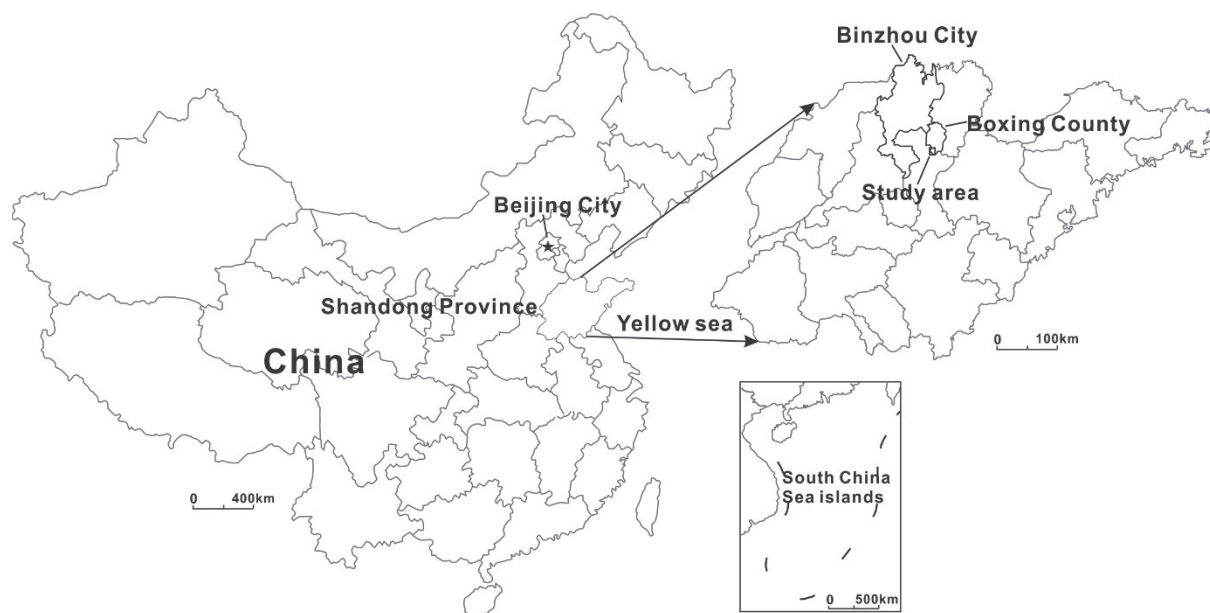 Binzhou City
Boxing County
Study area
Beijing City
Shandong Province
Yellow sea
China
0 100km
0 400km
South China
Sea islands
0 500km